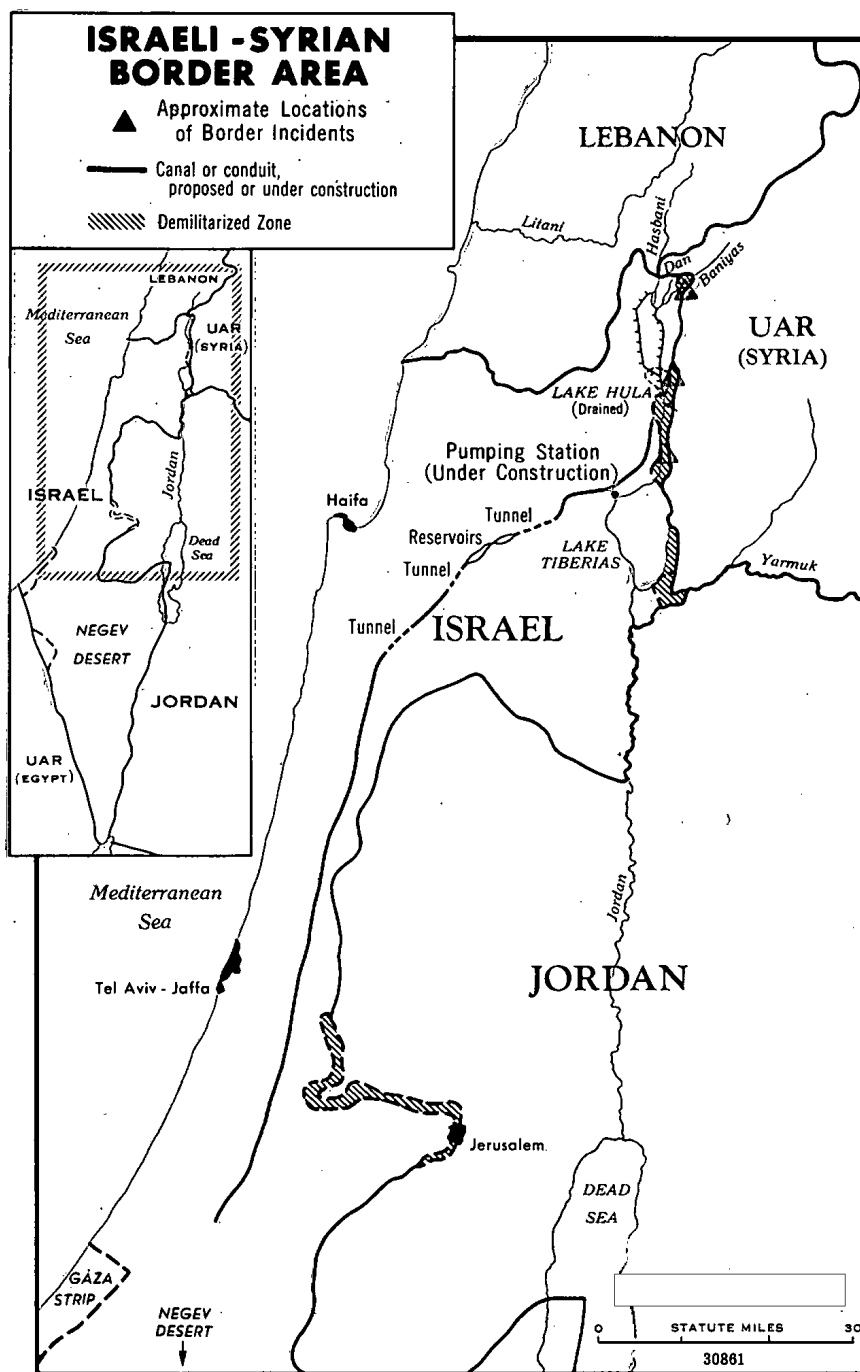 ISRAELI - SYRIAN
BORDER AREA
Approximate Locations
of Border Incidents
Canal or conduit,
proposed or under construction
Demilitarized Zone
LEBANON
Mediterranean
Sea
UAR
(SYRIA)
ISRAEL
Jordan
Dead
Sea
NEGEV
DESERT
JORDAN
UAR
(EGYPT)
LEBANON
Litani
Hasbani
Dan
Baniyas
UAR
(SYRIA)
LAKE HULA
(Drained)
Pumping Station
(Under Construction)
Haifa
Tunnel
Reservoirs
LAKE
TIBERIAS
Tunnel
Yarmuk
Tunnel
ISRAEL
Mediterranean
Sea
Jordan
Tel Aviv - Jaffa
JORDAN
Jerusalem
DEAD
SEA
GAZA
STRIP
NEGEV
DESERT
0 STATUTE MILES 30
30861